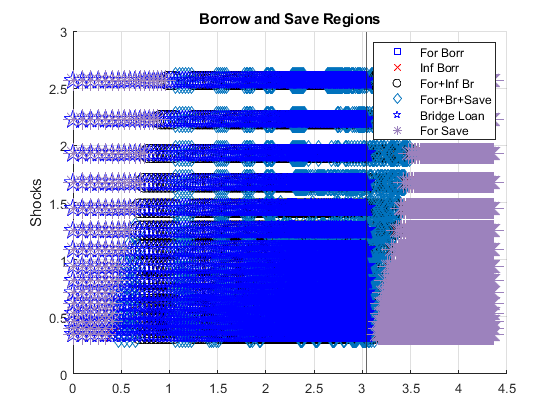 Borrow and Save Regions
3
2.5
2
1.5
1
0.5
0
Shocks
For Borr
Inf Borr
For+Inf Br
For+Br+Save
Bridge Loan
For Save
0
0.5
1
1.5
2
2.5
3
3.5
4
4.5